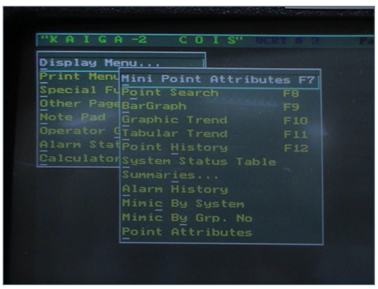 "KAIGA-2 COIS"
Display Menu...
Print Menu
Special Fu
Other Page
Note Pad
Operator
Alarm Stat
Calculator
Mini Point Attributes F7
Point Search F8
BarGraph F9
Graphic Trend F10
Tabular Trend F11
Point History F12
System Status Table
Summaries...
Alarm History
Mimic By System
Mimic By Grp. No
Point Attributes